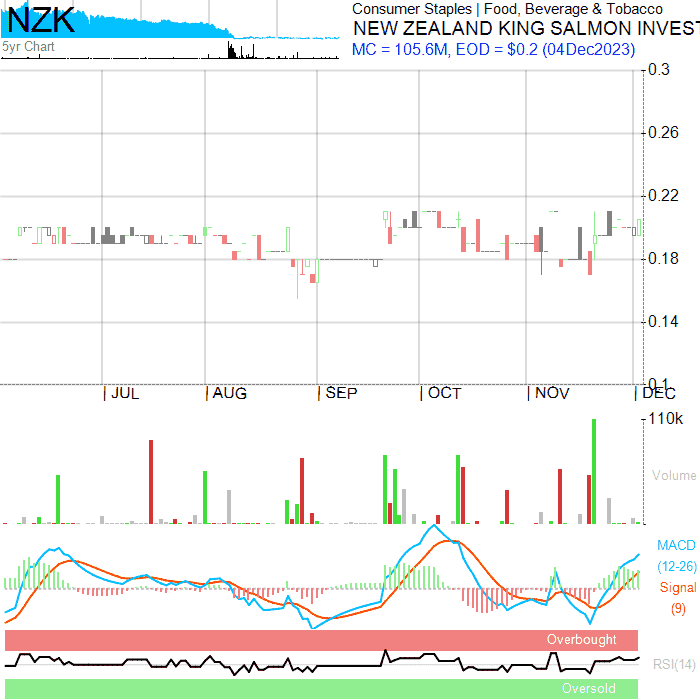 NZK
Consumer Staples | Food, Beverage & Tobacco
NEW ZEALAND KING SALMON INVEST
5yr Chart
MC = 105.6M, EOD = $0.2 (04Dec2023)
0.3
0.26
0.22
0.18
0.14
0.1
| JUL | AUG | SEP | OCT | NOV | DEC
110k
Volume
MACD
(12-26)
Signal
(9)
Overbought
RSI(14)
Oversold